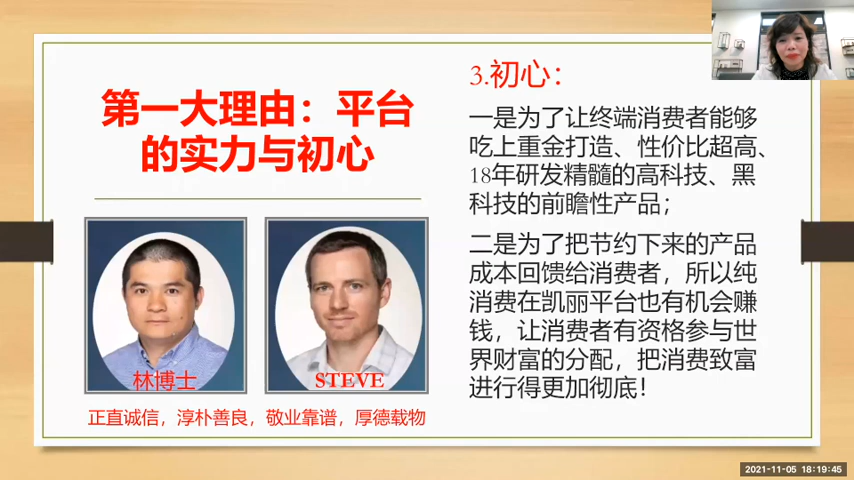 第一大理由：平台
的实力与初心
林博士
STEVE
正直诚信，淳朴善良，敬业靠谱，厚德载物
3.初心：
一是为了让终端消费者能够
吃上重金打造、性价比超高、
18年研发精髓的高科技、黑
科技的前瞻性产品；
二是为了把节约下来的产品
成本回馈给消费者，所以纯
消费在凯丽平台也有机会赚
钱，让消费者有资格参与世
界财富的分配，把消费致富
进行得更加彻底！
2021-11-05 18:19:45